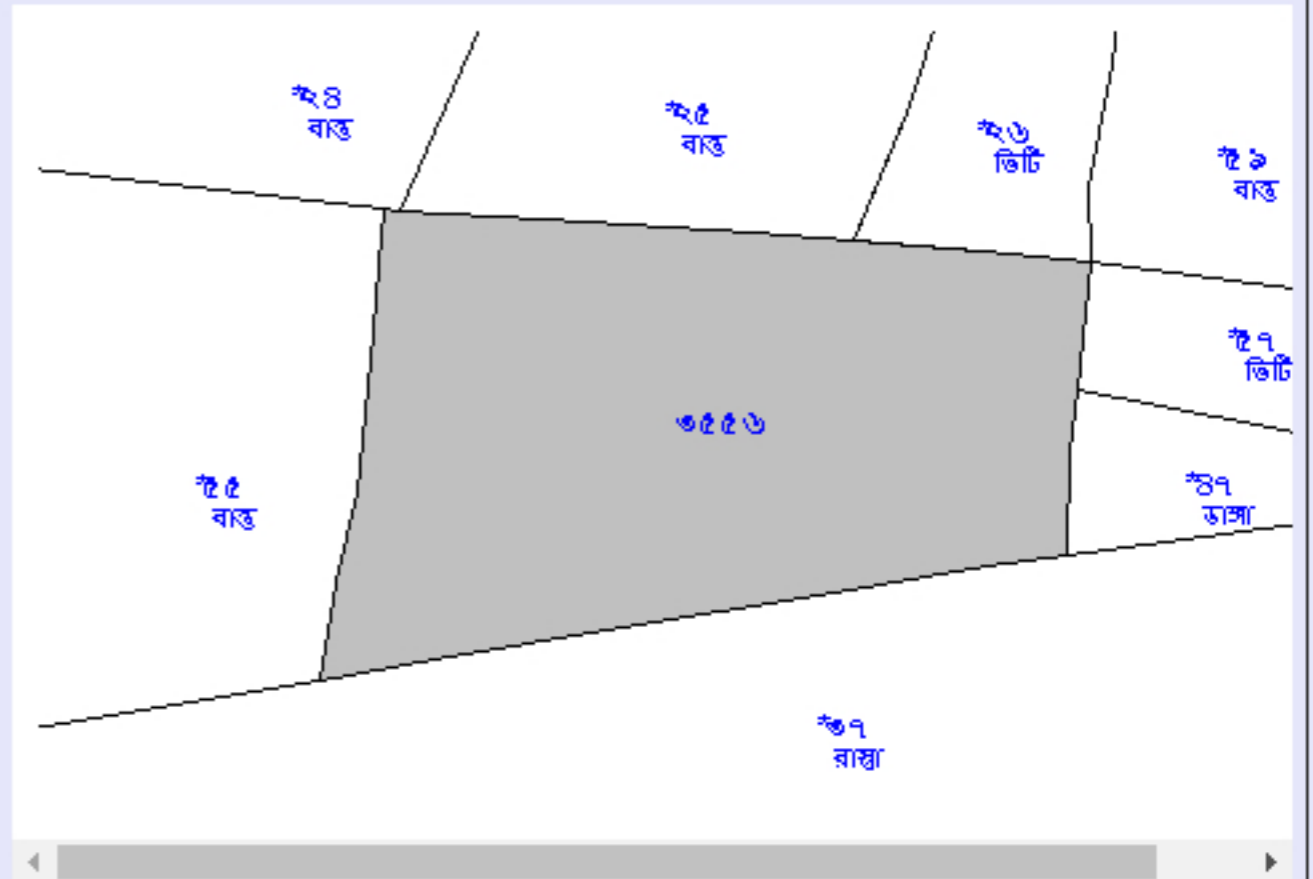 *২৪
বাস্তু
*২৫
বাস্তু
*২৬
ভিটি
*৫৯
বাস্তু
*৫৭
ভিটি
৩৫৫৬
*৫৫
বাস্তু
*৪৭
ডাঙ্গা
*৩৭
রাস্তা